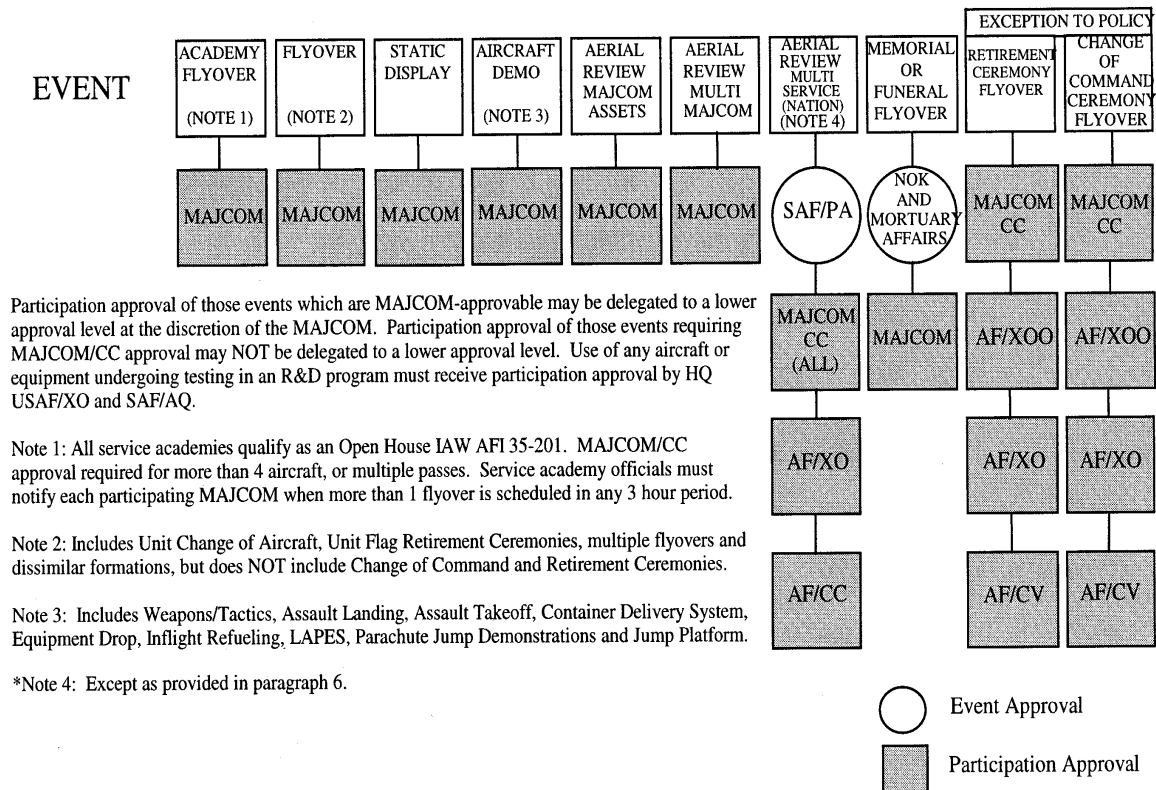 EXCEPTION TO POLICY
EVENT
ACADEMY
FLYOVER
(NOTE 1)
FLYOVER
(NOTE 2)
STATIC
DISPLAY
AIRCRAFT
DEMO
(NOTE 3)
AERIAL
REVIEW
MAJCOM
ASSETS
AERIAL
REVIEW
MULTI
MAJCOM
AERIAL
REVIEW
MULTI
SERVICE
(NATION)
(NOTE 4)
MEMORIAL
OR
FUNERAL
FLYOVER
RETIREMENT
CEREMONY
FLYOVER
CHANGE
OF
COMMAND
CEREMONY
FLYOVER
MAJCOM
MAJCOM
MAJCOM
MAJCOM
MAJCOM
MAJCOM
SAF/PA
NOK
AND
MORTUARY
AFFAIRS
MAJCOM
CC
MAJCOM
CC
Participation approval of those events which are MAJCOM-approvable may be delegated to a lower
approval level at the discretion of the MAJCOM. Participation approval of those events requiring
MAJCOM/CC approval may NOT be delegated to a lower approval level. Use of any aircraft or
equipment undergoing testing in an R&D program must receive participation approval by HQ
USAF/XO and SAF/AQ.
MAJCOM
CC
(ALL)
MAJCOM
AF/XOO
AF/XOO
Note 1: All service academies qualify as an Open House IAW AFI 35-201. MAJCOM/CC
approval required for more than 4 aircraft, or multiple passes. Service academy officials must
notify each participating MAJCOM when more than 1 flyover is scheduled in any 3 hour period.
AF/XO
AF/XO
AF/XO
Note 2: Includes Unit Change of Aircraft, Unit Flag Retirement Ceremonies, multiple flyovers and
dissimilar formations, but does NOT include Change of Command and Retirement Ceremonies.
AF/CC
AF/CV
AF/CV
Note 3: Includes Weapons/Tactics, Assault Landing, Assault Takeoff, Container Delivery System,
Equipment Drop, Inflight Refueling, LAPES, Parachute Jump Demonstrations and Jump Platform.
*Note 4: Except as provided in paragraph 6.
Event Approval
Participation Approval